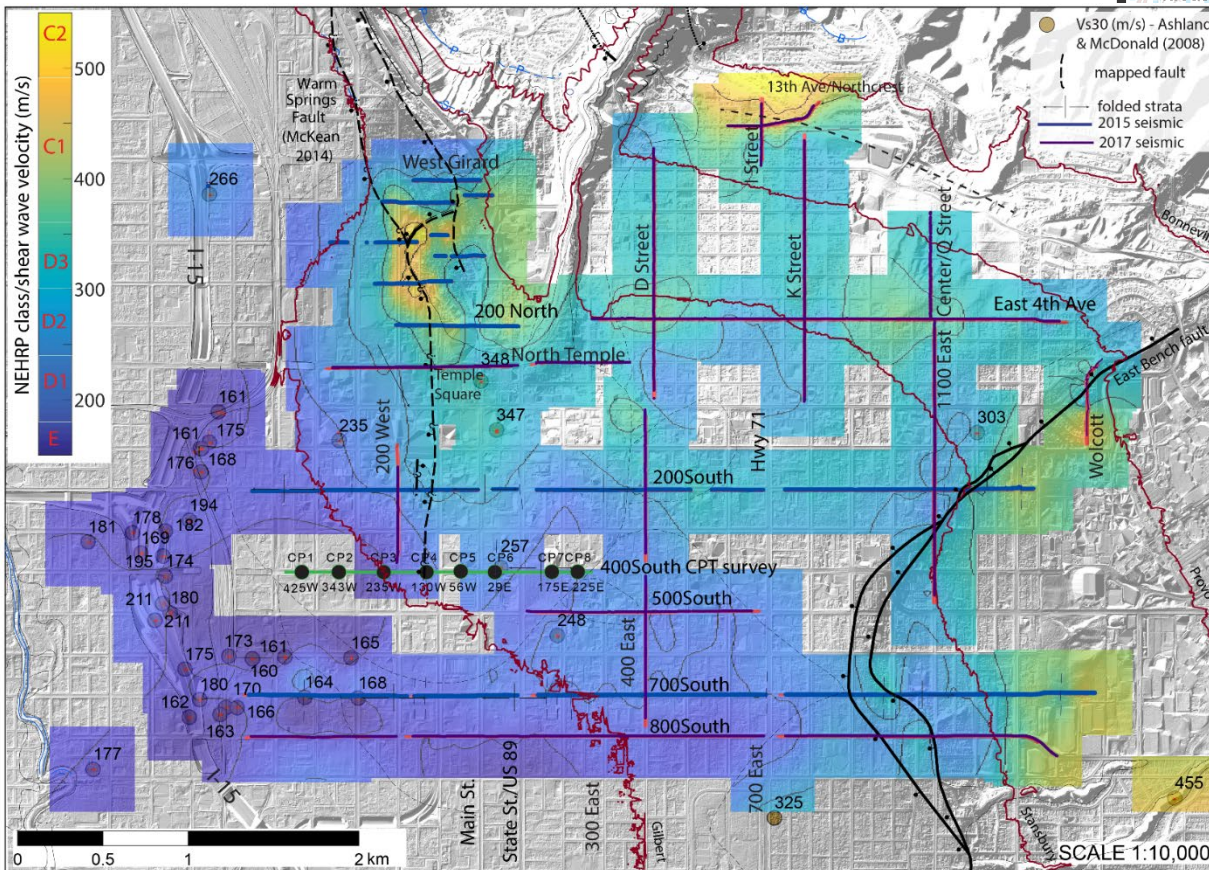 C2
500
C1
400
D3
300
D2
D1
200
E
NEHRP class/shear wave velocity (m/s)
Vs30 (m/s) - Ashland
& McDonald (2008)
mapped fault
folded strata
2015 seismic
2017 seismic
Warm
Springs
Fault
(McKean
2014)
13th Ave/Northcrest
I Street
West Girard
266
I-15
D Street
K Street
Center/Q Street
200 North
East 4th Ave
348
North Temple
Temple
Square
1100 East
East Bench fault
161
235
347
303
161
175
176
168
200 West
Hwy 71
Wolcott
200South
194
178
182
181
169
195
174
257
CP1
CP2
CP3
CP4
CP5
CP6
CP7
CP8
400South CPT survey
425W
343W
235W
130W
56W
29E
175E
225E
211
180
211
500South
248
400 East
173
161
165
175
160
180
170
164
168
700South
162
166
163
800South
177
I-15
Main St.
State St./US 89
300 East
Gilbert
700 East
325
455
Stansbury
Provo
0
0.5
1
2 km
SCALE 1:10,000